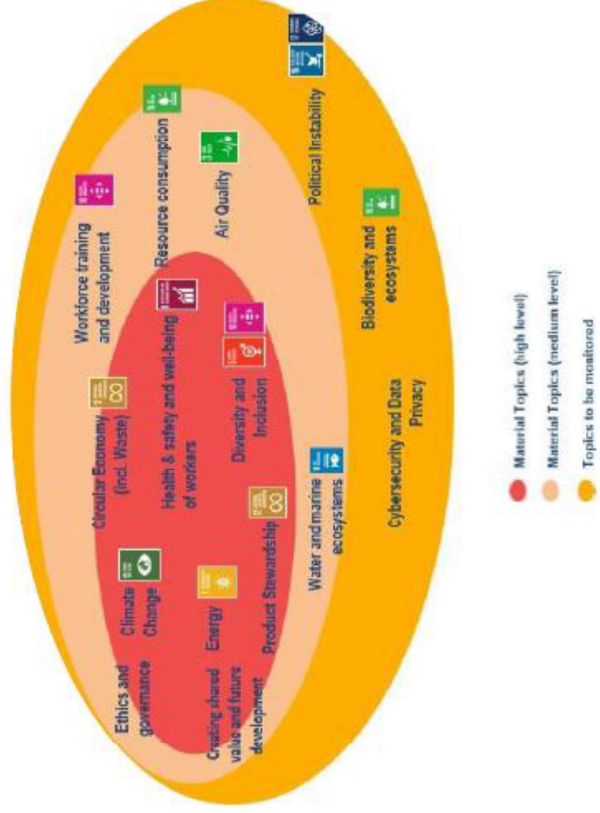 Workforce training
and development
Resource consumption
Air Quality
Political Instability
Circular Economy
(incl. Waste)
Health & safety and well-being
of workers
Diversity and
Inclusion
Biodiversity and
ecosystems
Ethics and
governance
Climate
Change
Energy
Creating shared
value and future
development
Product Stewardship
Water and marine
ecosystems
Cybersecurity and Data
Privacy
Material Topics (high level)
Material Topics (medium level)
Topics to be monitored